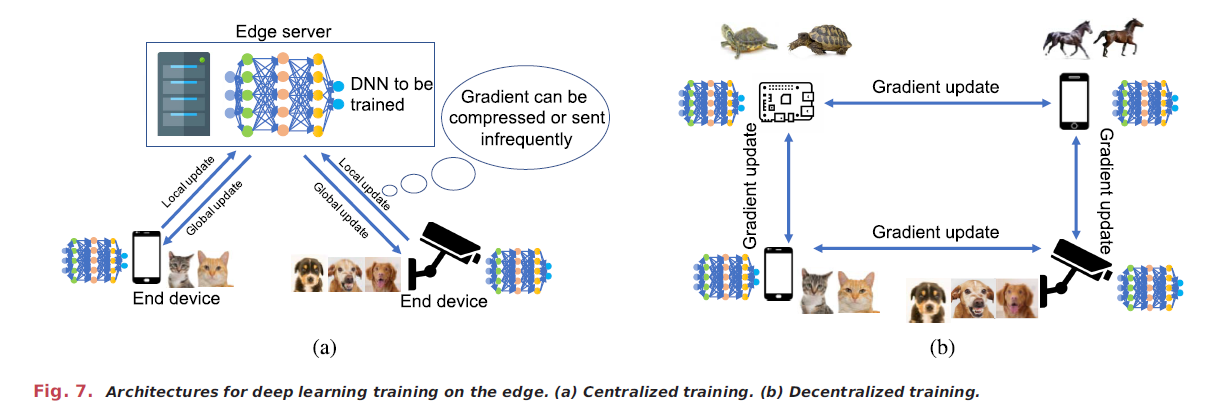 Edge server
DNN to be
trained
Gradient can be
compressed or sent
infrequently
Local update
Global update
Local update
Global update
End device
End device
(a)
Gradient update
Gradient update
Gradient update
Gradient update
(b)
Fig. 7. Architectures for deep learning training on the edge. (a) Centralized training. (b) Decentralized training.